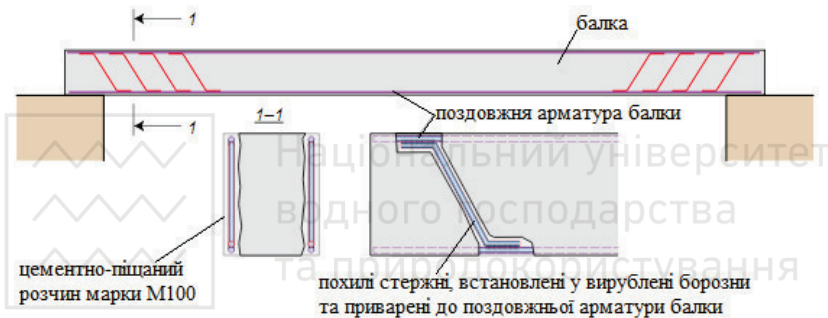 1
балка
1
1–1
поздовжня арматура балки
Національний університет
водного господарства
та природокористування
цементно-піщаний
розчин марки М100
похилі стержні, встановлені у вирублені борозни
та приварені до поздовжньої арматури балки